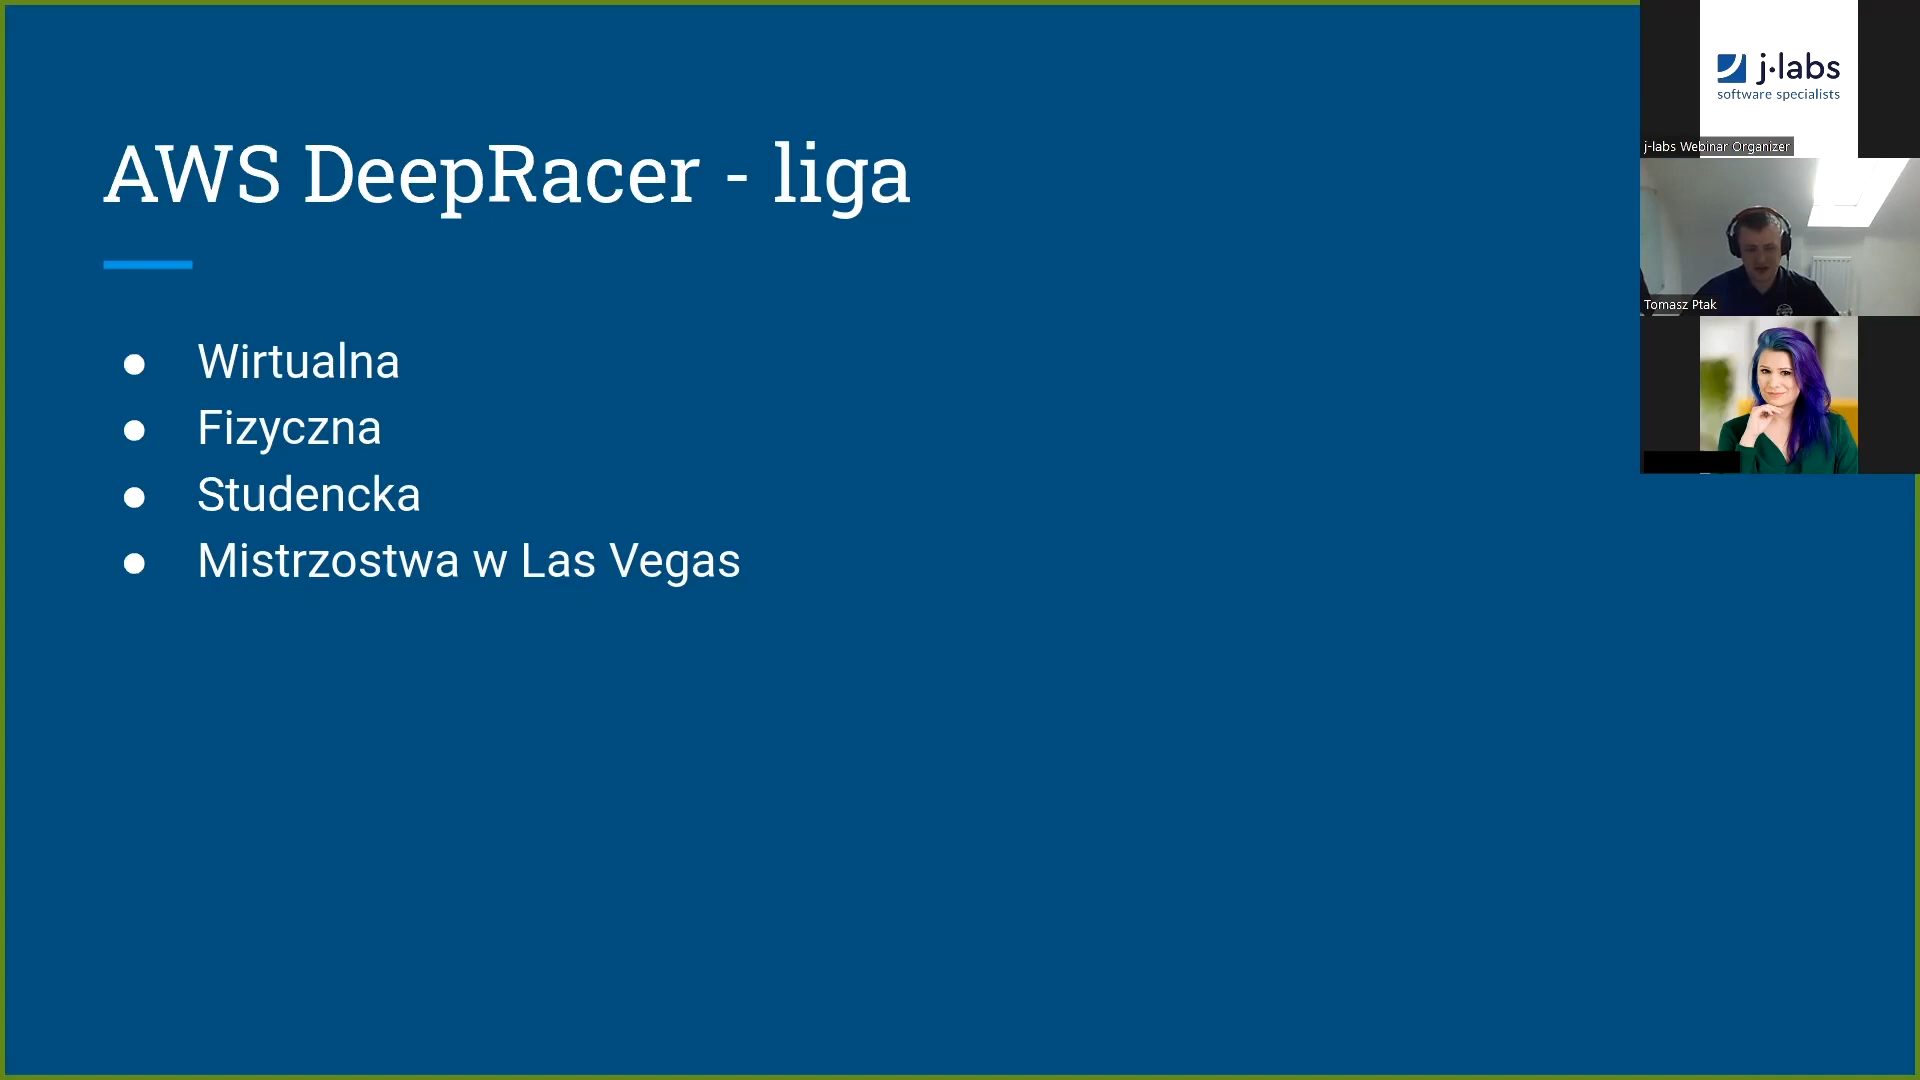 AWS DeepRacer - liga
● Wirtualna
● Fizyczna
● Studencka
● Mistrzostwa w Las Vegas
j·labs
software specialists
j-labs Webinar Organizer
Tomasz Ptak